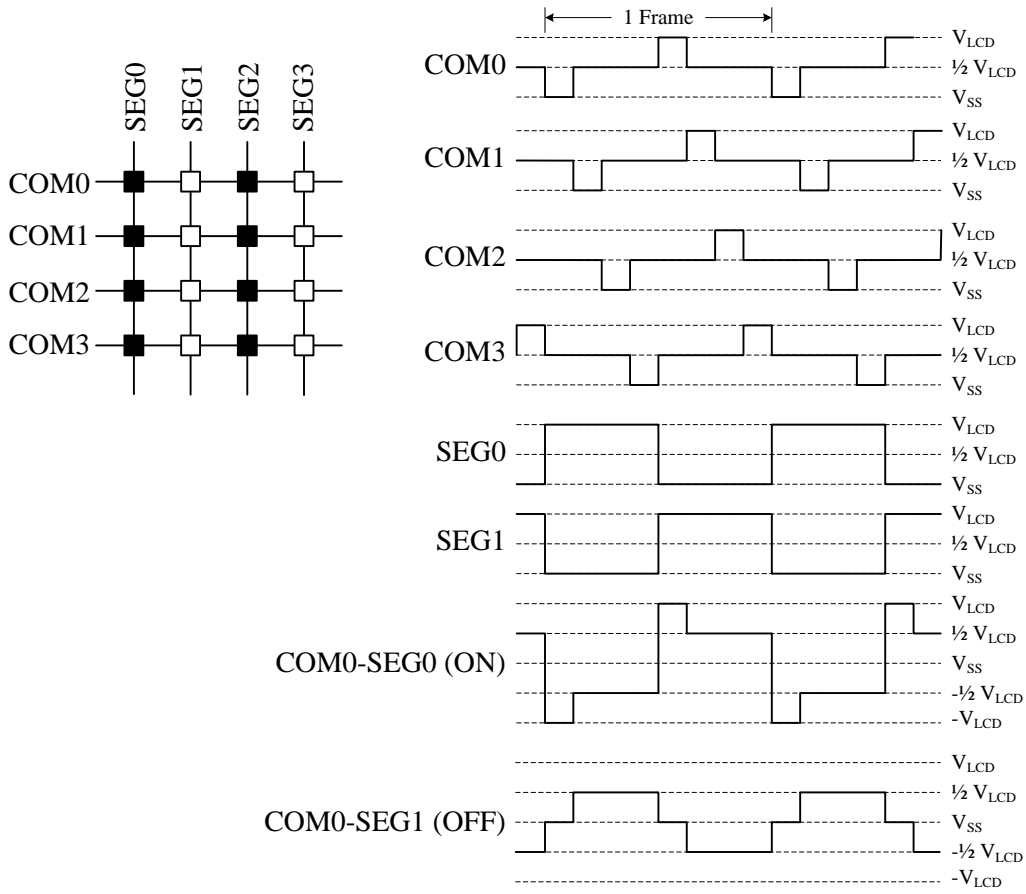 1 Frame
SEG0
SEG1
SEG2
SEG3
COM0
COM1
COM2
COM3
COM0
V_LCD
½ V_LCD
V_SS
COM1
V_LCD
½ V_LCD
V_SS
COM2
V_LCD
½ V_LCD
V_SS
COM3
V_LCD
½ V_LCD
V_SS
SEG0
V_LCD
½ V_LCD
V_SS
SEG1
V_LCD
½ V_LCD
V_SS
COM0-SEG0 (ON)
V_LCD
½ V_LCD
V_SS
-½ V_LCD
-V_LCD
COM0-SEG1 (OFF)
V_LCD
½ V_LCD
V_SS
-½ V_LCD
-V_LCD